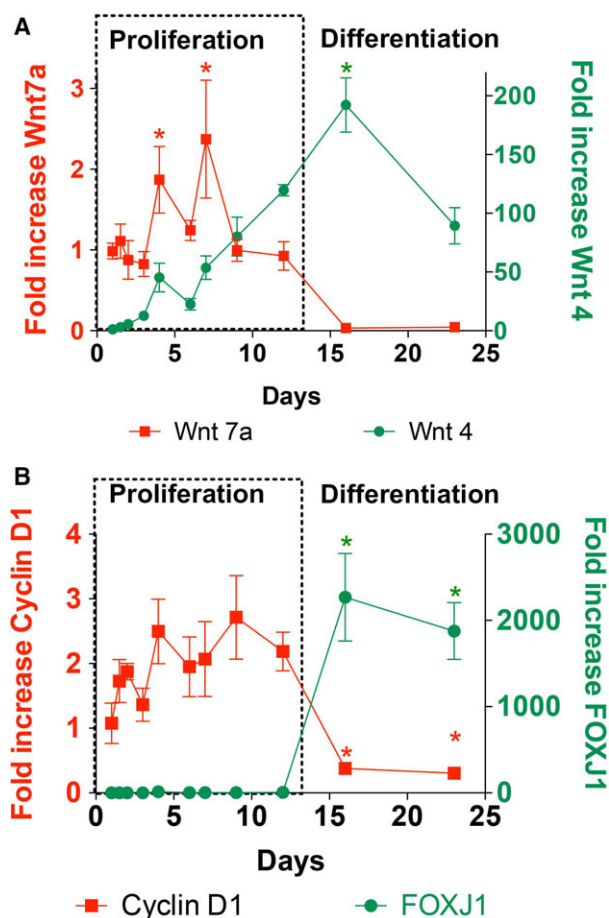 A
Proliferation Differentiation
Fold increase Wnt7a
3
2
1
0
* * *
Fold increase Wnt 4
200
150
100
50
0
0 5 10 15 20 25
Days
Wnt 7a Wnt 4
B
Proliferation Differentiation
Fold increase Cyclin D1
4
3
2
1
0
* *
* *
Fold increase FOXJ1
3000
2000
1000
0
0 5 10 15 20 25
Days
Cyclin D1 FOXJ1